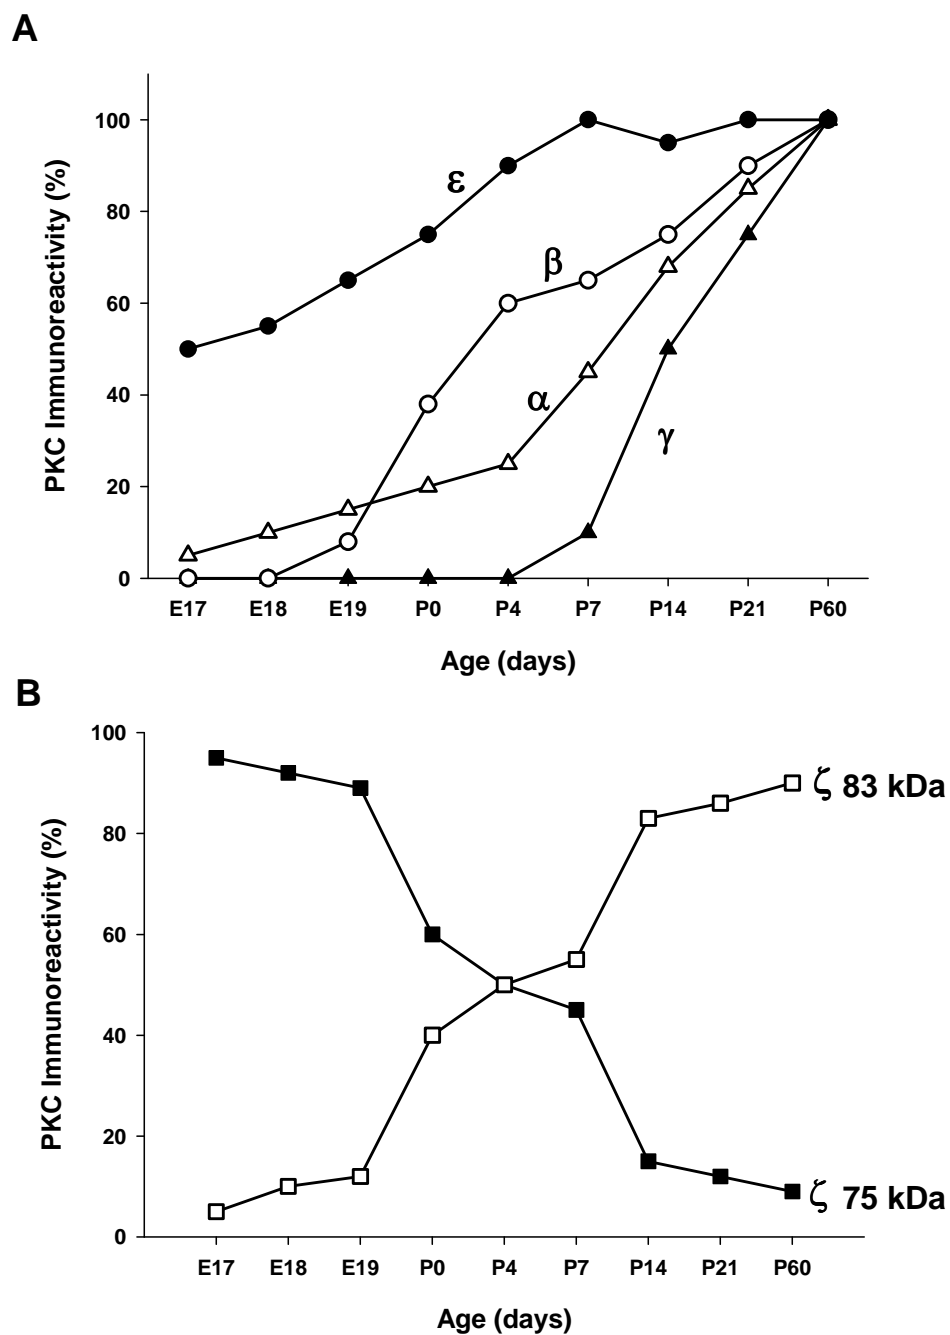 A
PKC Immunoreactivity (%)
100
80
60
40
20
0
ε
β
α
γ
E17 E18 E19 P0 P4 P7 P14 P21 P60
Age (days)
B
PKC Immunoreactivity (%)
100
80
60
40
20
0
ζ 83 kDa
ζ 75 kDa
E17 E18 E19 P0 P4 P7 P14 P21 P60
Age (days)